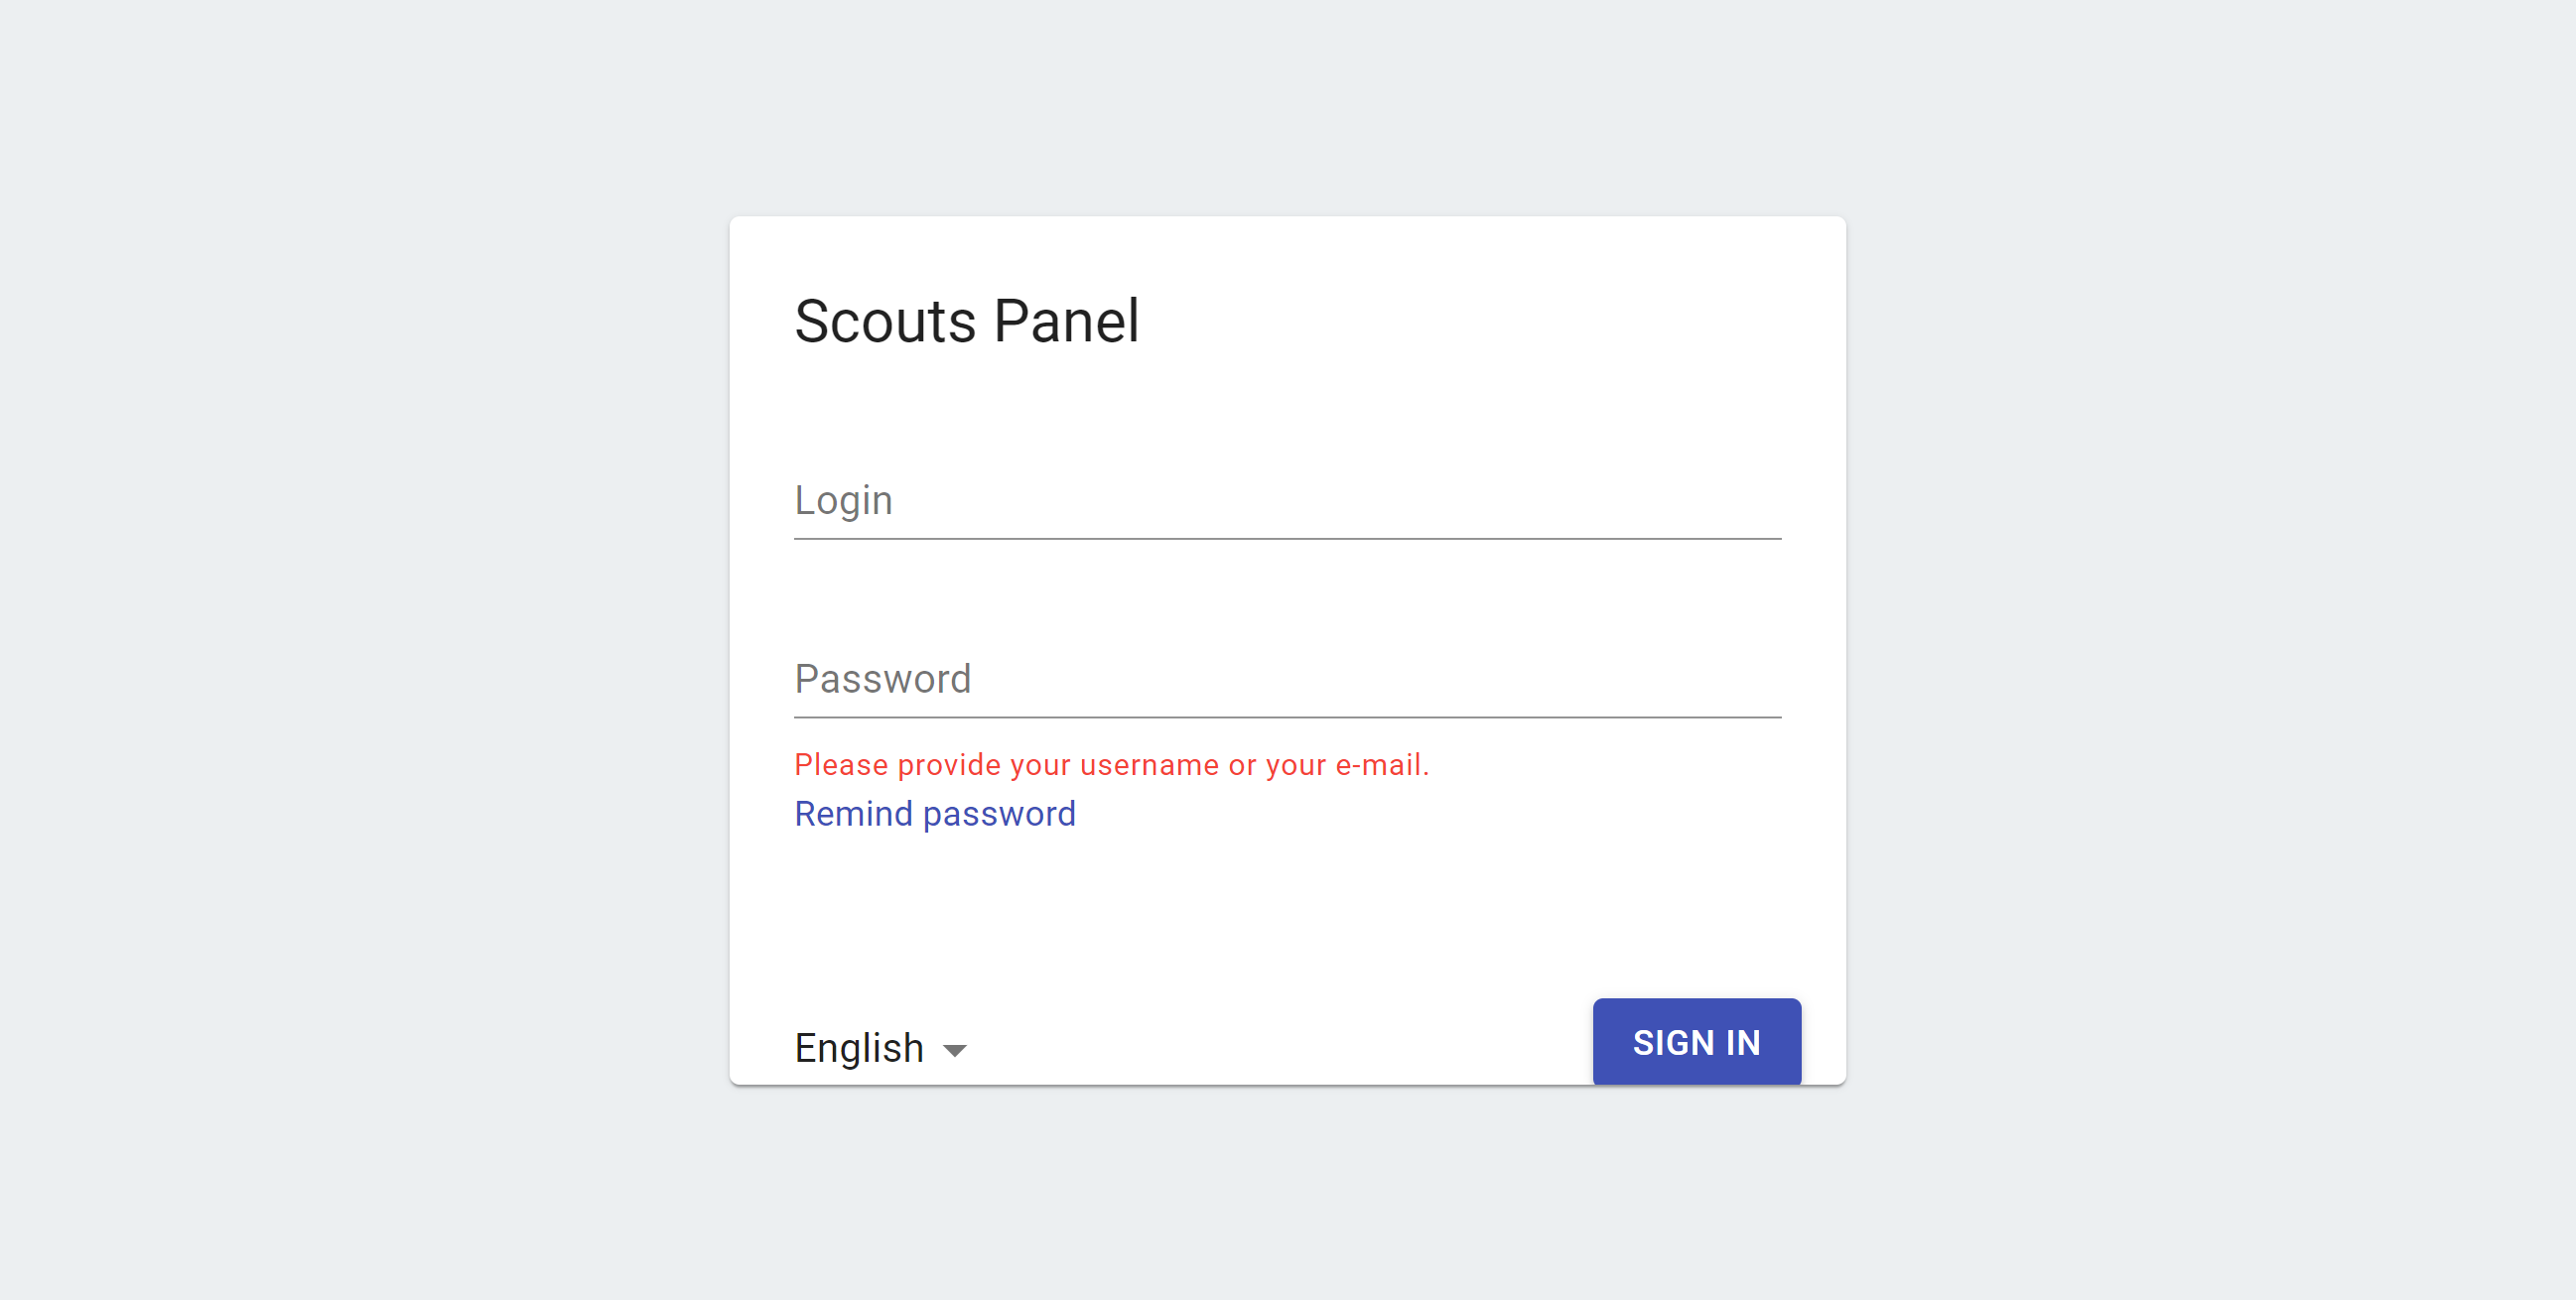 Scouts Panel
Login
Password
Please provide your username or your e-mail.
Remind password
English
SIGN IN